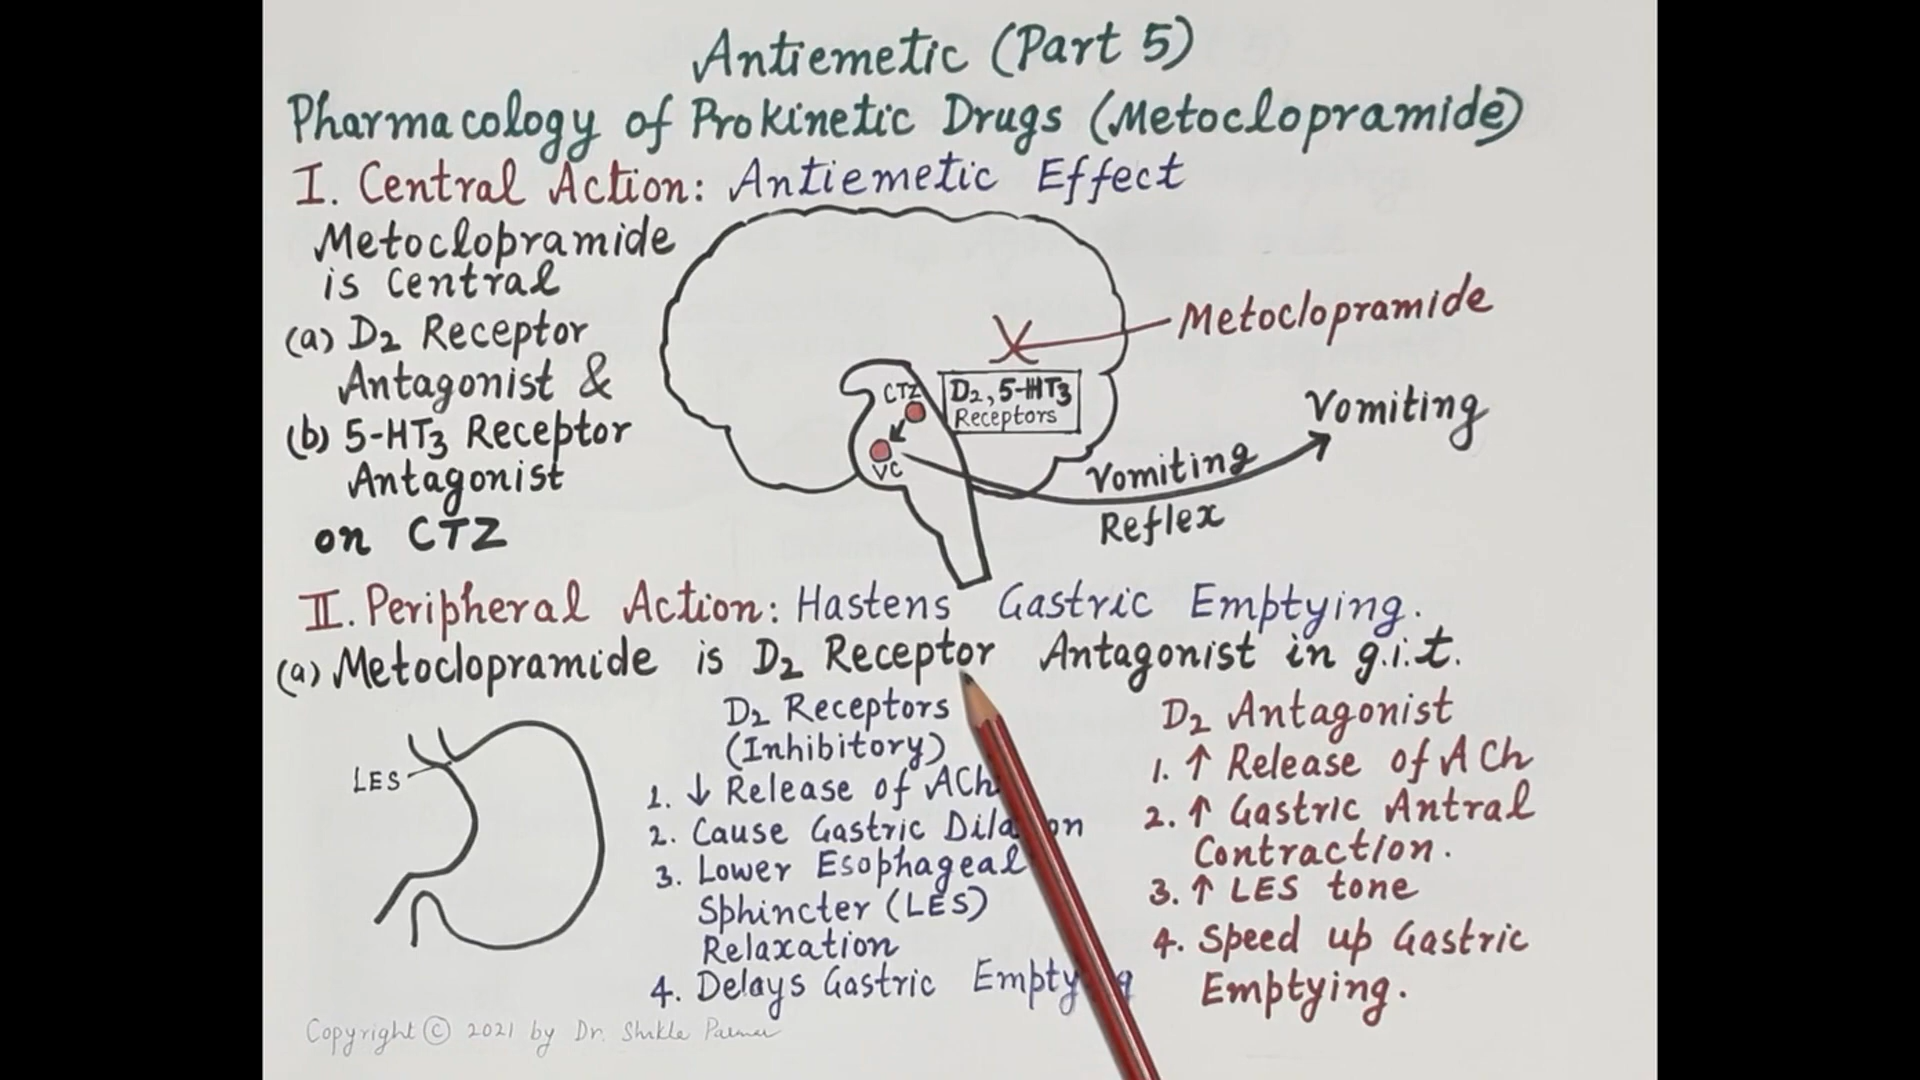 Antiemetic (Part 5)
Pharmacology of Prokinetic Drugs (Metoclopramide)
I. Central Action: Antiemetic Effect
Metoclopramide
is Central
(a) D2 Receptor
Antagonist &
(b) 5-HT3 Receptor
Antagonist
on CTZ
Metoclopramide
CTZ
D2, 5-HT3
Receptors
VC
Vomiting
Reflex
Vomiting
II. Peripheral Action: Hastens Gastric Emptying.
(a) Metoclopramide is D2 Receptor Antagonist in g.i.t.
LES
D2 Receptors
(Inhibitory)
1. ↓ Release of ACh
2. Cause Gastric
3. Lower Esophageal
Sphincter (LES)
Relaxation
4. Delays Gastric
D2 Antagonist
1. ↑ Release of ACh
2. ↑ Gastric Antral
Contraction.
3. ↑ LES tone
4. Speed up Gastric
Emptying.
Copyright © 2021 by Dr.